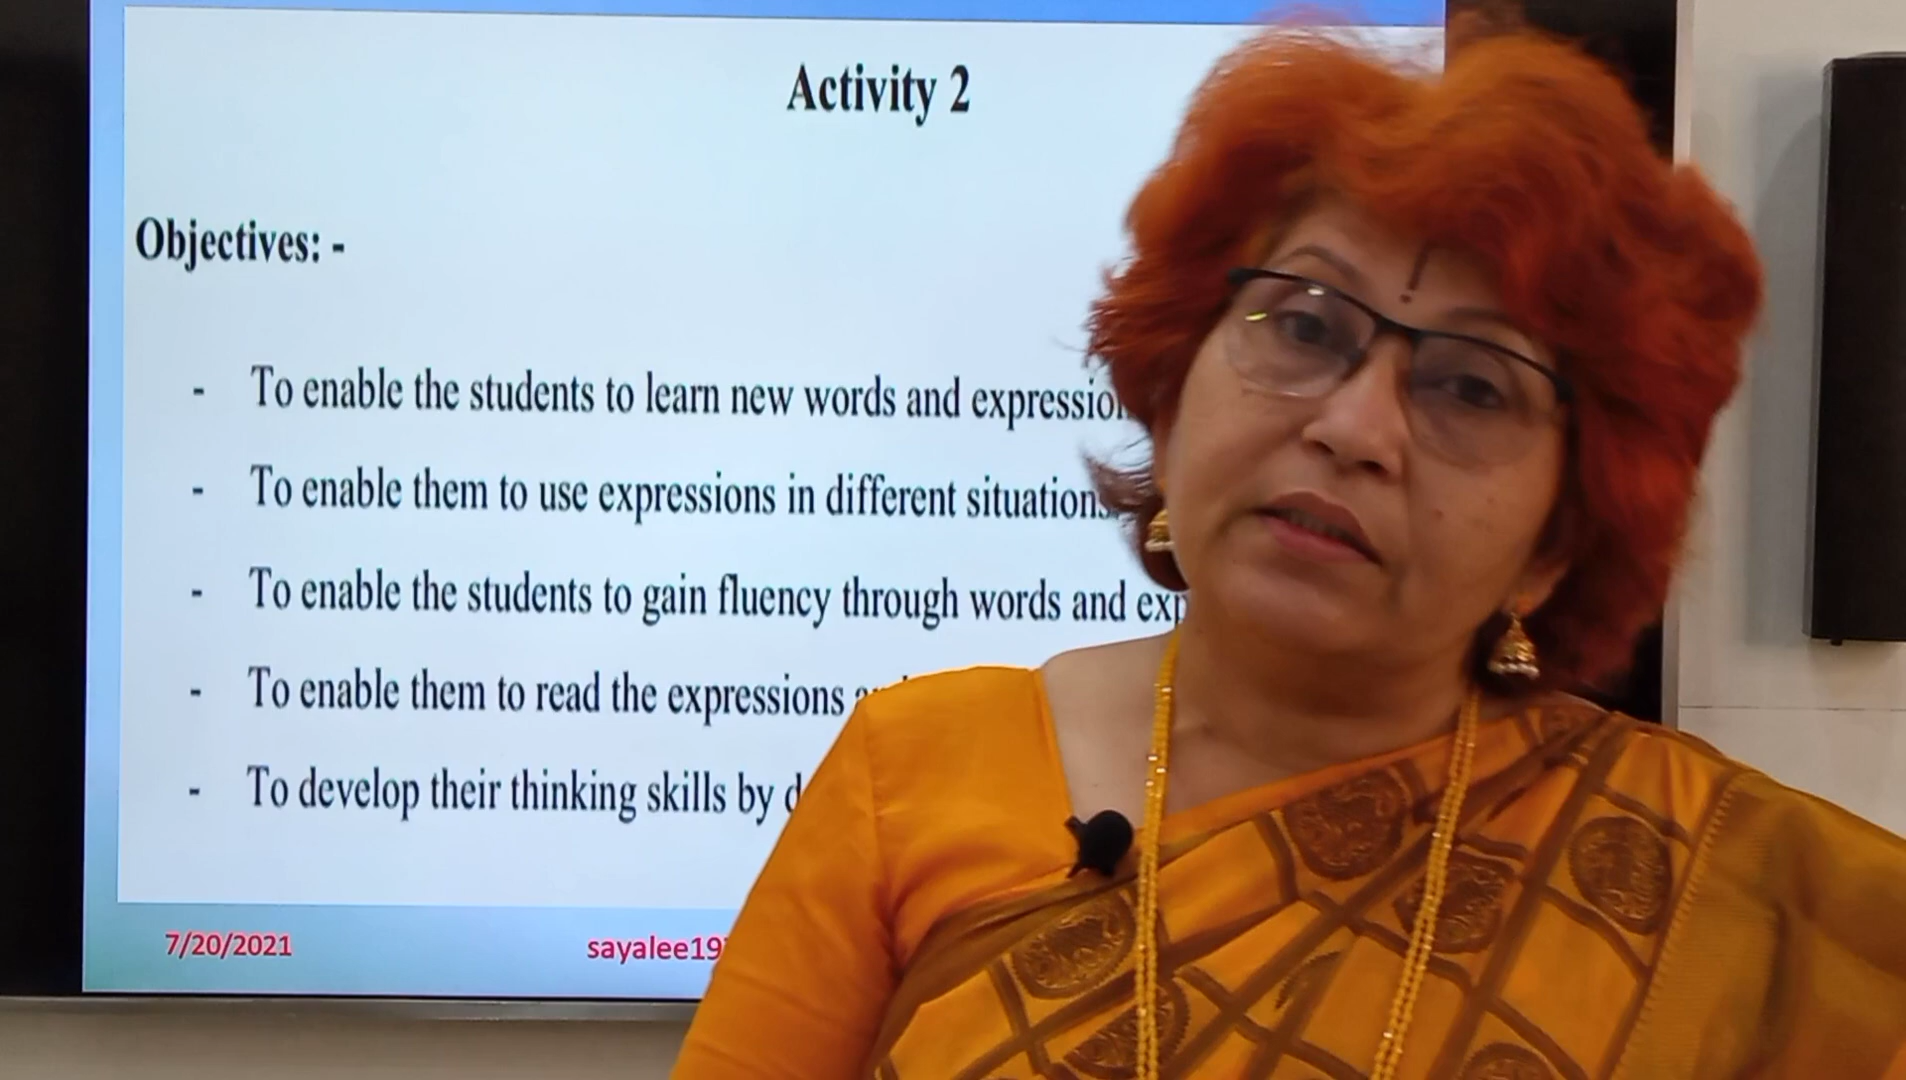 Activity 2
Objectives: -
- To enable the students to learn new words and
- To enable them to use expressions in different situations
- To enable the students to gain fluency through words and
- To enable them to read the expressions
- To develop their thinking skills by
7/20/2021
sayalee19